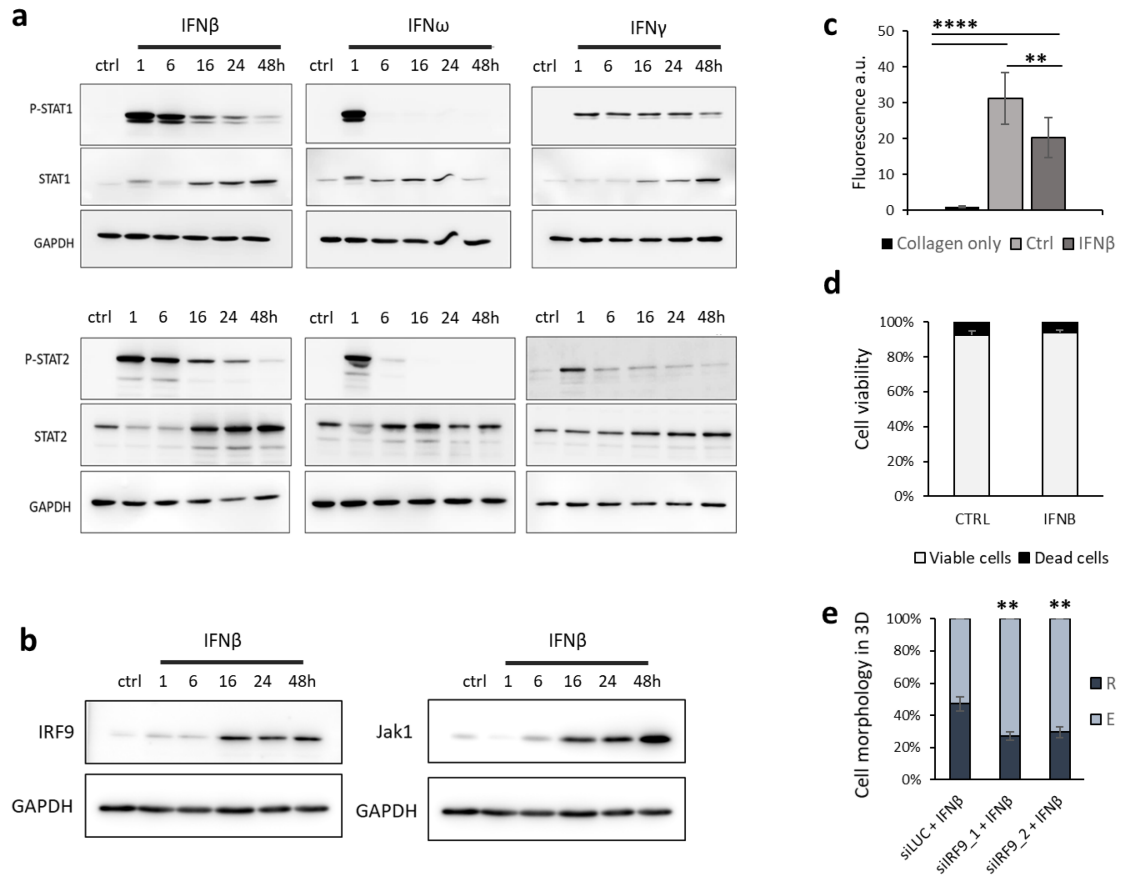 a
IFNβ IFNω IFNγ
ctrl 1 6 16 24 48h ctrl 1 6 16 24 48h ctrl 1 6 16 24 48h
P-STAT1
STAT1
GAPDH
ctrl 1 6 16 24 48h ctrl 1 6 16 24 48h ctrl 1 6 16 24 48h
P-STAT2
STAT2
GAPDH
b
IFNβ IFNβ
ctrl 1 6 16 24 48h ctrl 1 6 16 24 48h
IRF9 Jak1
GAPDH GAPDH
c
****
**
50
40
30
20
10
0
Fluorescence a.u.
Collagen only Ctrl IFNβ
d
100%
80%
60%
40%
20%
0%
Cell viability
CTRL IFNB
Viable cells Dead cells
e
** **
100%
80%
60%
40%
20%
0%
Cell morphology in 3D
R
E
siLUC + IFNβ
siIRF9_1 + IFNβ
siIRF9_2 + IFNβ